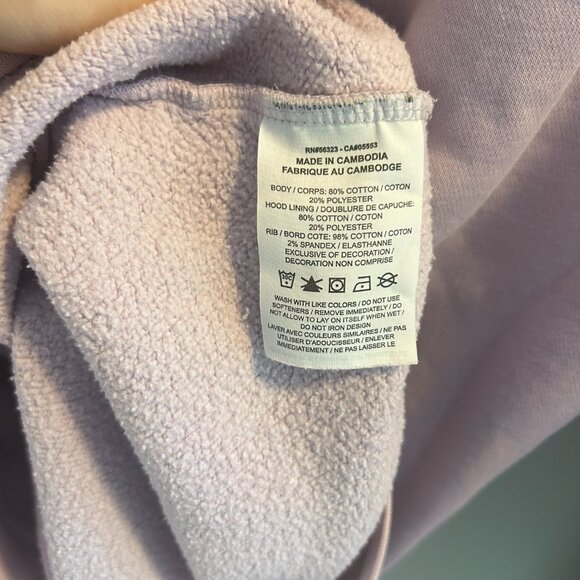 RN#56323 - CA#05553
MADE IN CAMBODIA
FABRIQUE AU CAMBODGE
BODY / CORPS: 80% COTTON / COTON
20% POLYESTER
HOOD LINING / DOUBLURE DE CAPUCHE:
80% COTTON / COTON
20% POLYESTER
RIB / BORD COTE: 98% COTTON / COTON
2% SPANDEX / ELASTHANNE
EXCLUSIVE OF DECORATION /
DECORATION NON COMPRISE
30C
WASH WITH LIKE COLORS / DO NOT USE
SOFTENERS / REMOVE IMMEDIATELY / DO
NOT ALLOW TO LAY ON ITSELF WHEN WET /
DO NOT IRON DESIGN
LAVER AVEC COULEURS SIMILAIRES / NE PAS
UTILISER D'ADOUCISSEUR / ENLEVER
IMMEDIATEMENT / NE PAS LAISSER LE